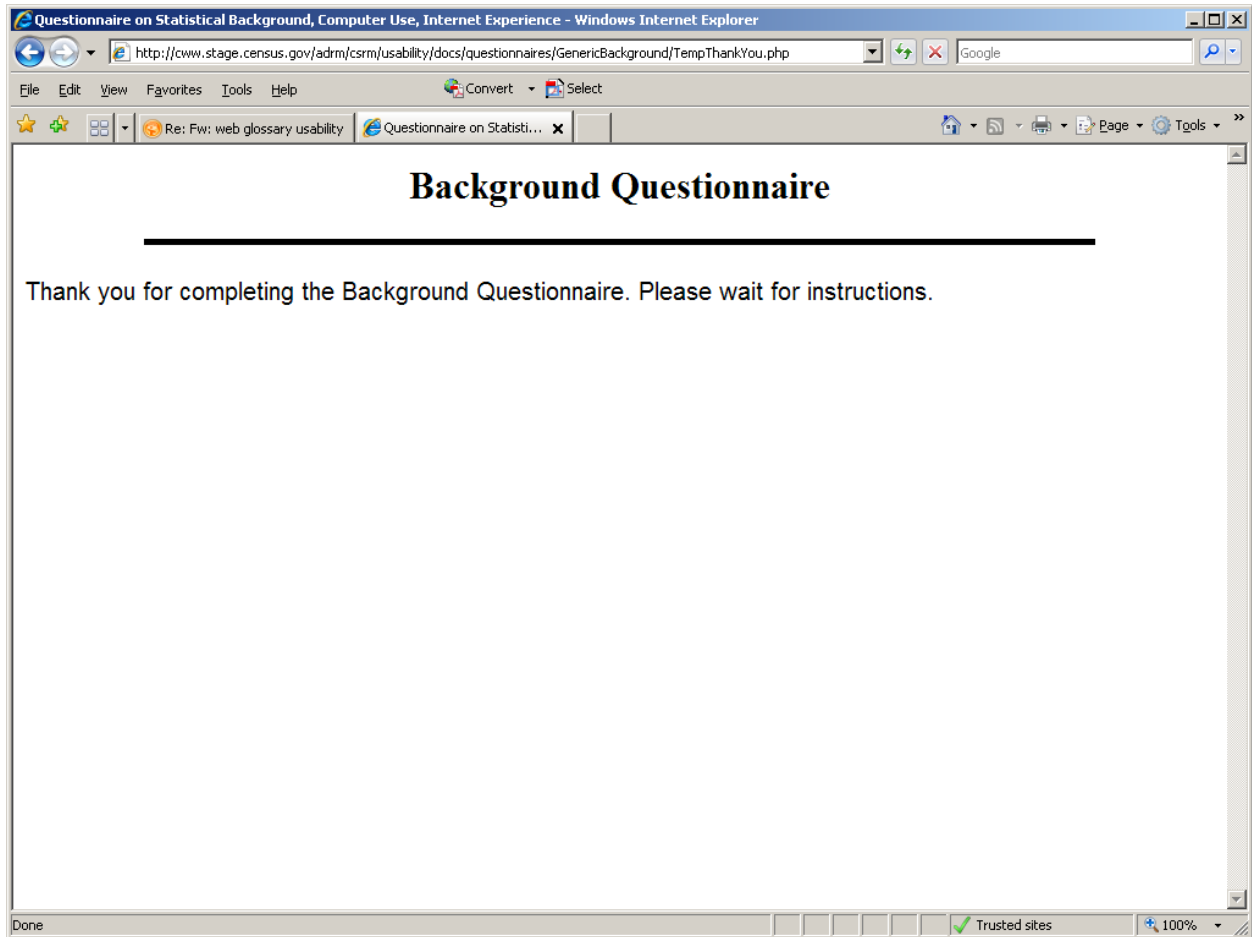 Questionnaire on Statistical Background, Computer Use, Internet Experience - Windows Internet Explorer
http://cww.stage.census.gov/adrm/csrm/usability/docs/questionnaires/GenericBackground/TempThankYou.php Google
File Edit View Favorites Tools Help Convert Select
Re: Fw: web glossary usability Questionnaire on Statisti... Page Tools »
Background Questionnaire
Thank you for completing the Background Questionnaire. Please wait for instructions.
Done Trusted sites 100%